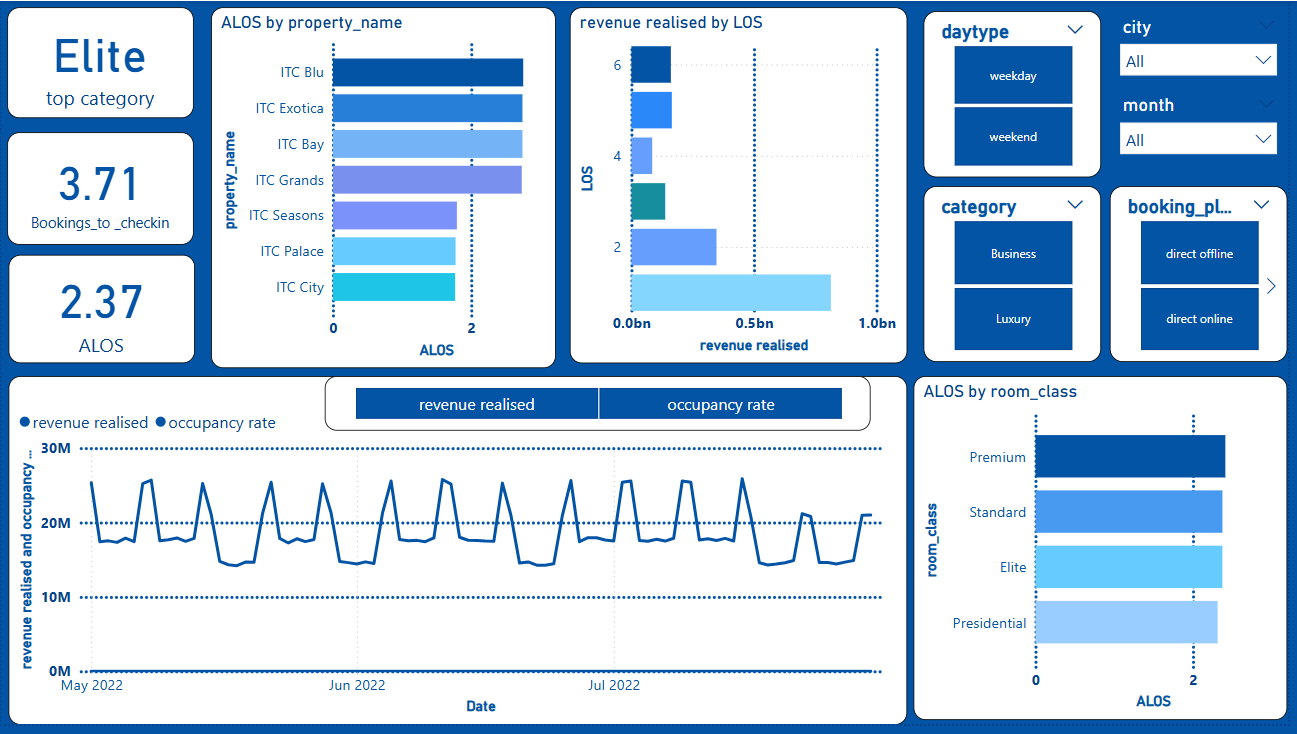 Elite
top category
3.71
Bookings_to _checkin
2.37
ALOS
ALOS by property_name
property_name
ITC Blu
ITC Exotica
ITC Bay
ITC Grands
ITC Seasons
ITC Palace
ITC City
0 2
ALOS
revenue realised by LOS
LOS
6
4
2
0.0bn 0.5bn 1.0bn
revenue realised
daytype
weekday
weekend
city
All
month
All
category
Business
Luxury
booking_pl...
direct offline
direct online
revenue realised occupancy rate
revenue realised occupancy rate
revenue realised and occupancy ...
30M
20M
10M
0M
May 2022 Jun 2022 Jul 2022
Date
ALOS by room_class
room_class
Premium
Standard
Elite
Presidential
0 2
ALOS